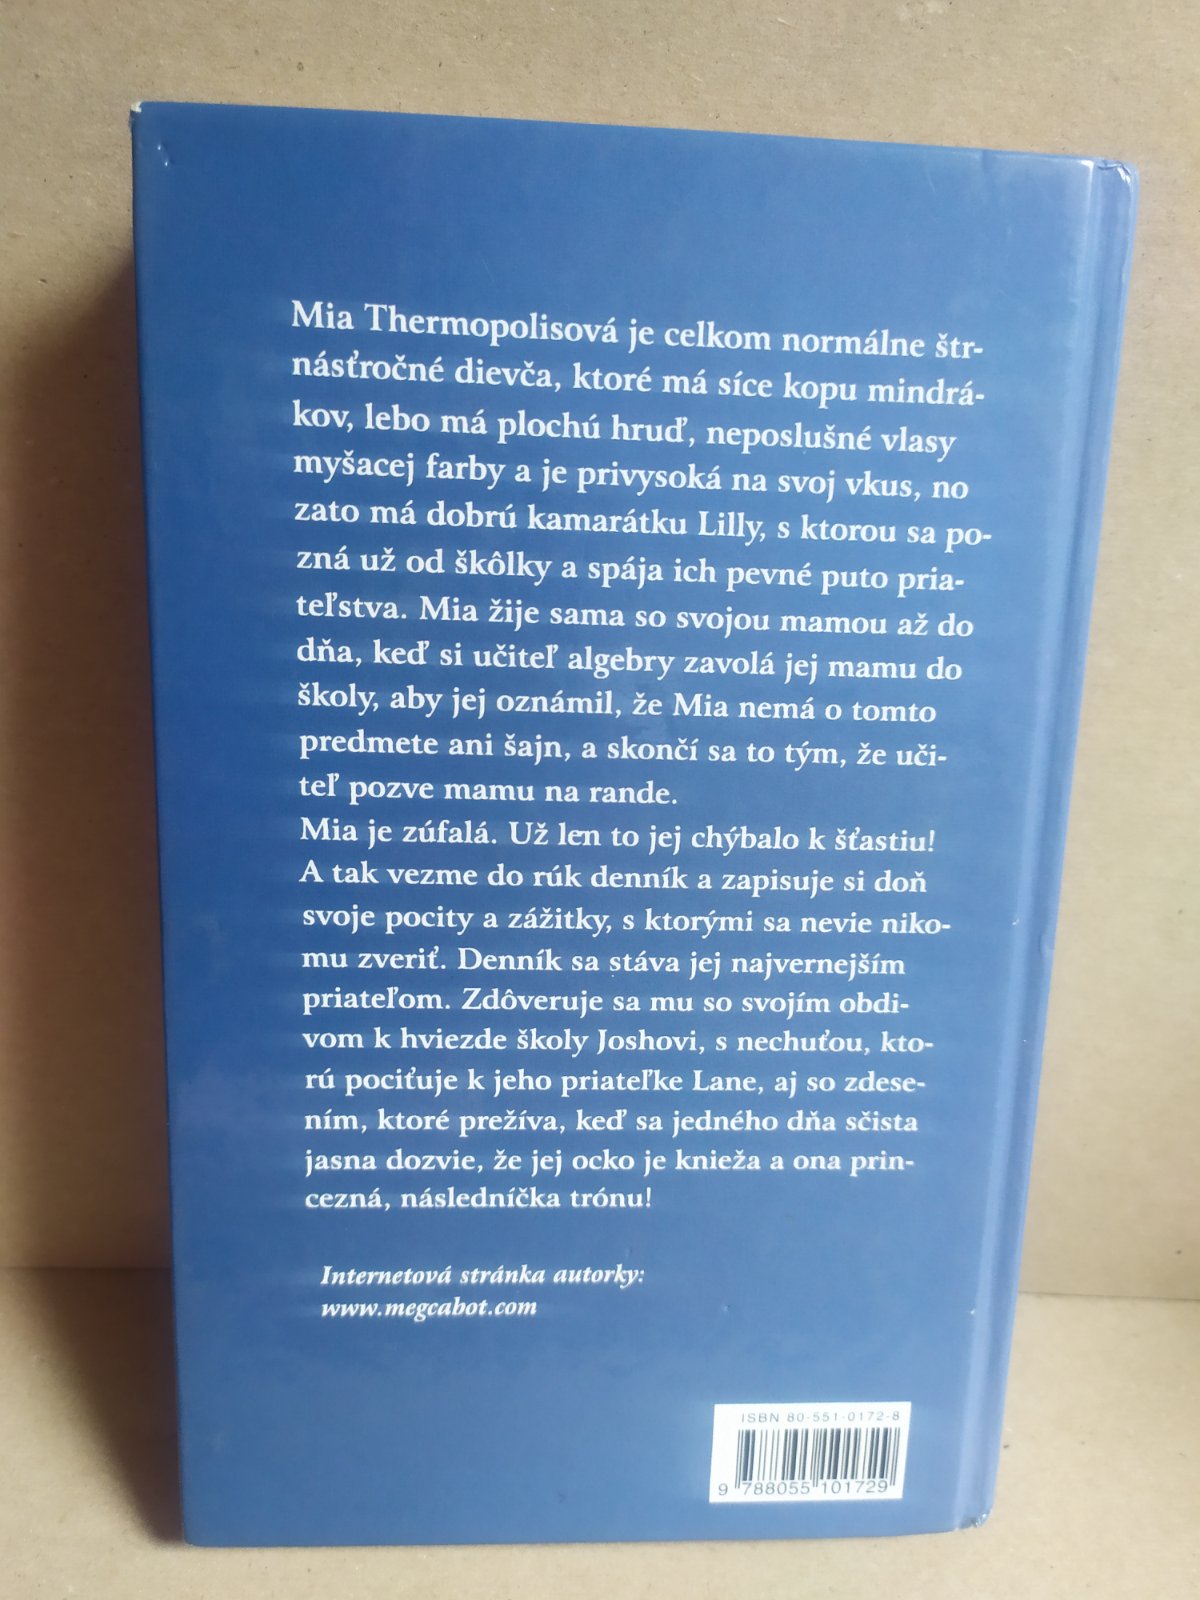 Mia Thermopolisová je celkom normálne štr-
násťročné dievča, ktoré má síce kopu mindrá-
kov, lebo má plochú hruď, neposlušné vlasy
myšacej farby a je privysoká na svoj vkus, no
zato má dobrú kamarátku Lilly, s ktorou sa po-
zná už od škôlky a spája ich pevné puto pria-
teľstva. Mia žije sama so svojou mamou až do
dňa, keď si učiteľ algebry zavolá jej mamu do
školy, aby jej oznámil, že Mia nemá o tomto
predmete ani šajn, a skončí sa to tým, že uči-
teľ pozve mamu na rande.
Mia je zúfalá. Už len to jej chýbalo k šťastiu!
A tak vezme do rúk denník a zapisuje si doň
svoje pocity a zážitky, s ktorými sa nevie niko-
mu zveriť. Denník sa stáva jej najvernejším
priateľom. Zdôveruje sa mu so svojím obdi-
vom k hviezde školy Joshovi, s nechuťou, kto-
rú pociťuje k jeho priateľke Lane, aj so zdese-
ním, ktoré prežíva, keď sa jedného dňa sčista
jasna dozvie, že jej ocko je knieža a ona prin-
cezná, následníčka trónu!
Internetová stránka autorky:
www.megcabot.com
ISBN 80-551-0172-8
9 788055 101729